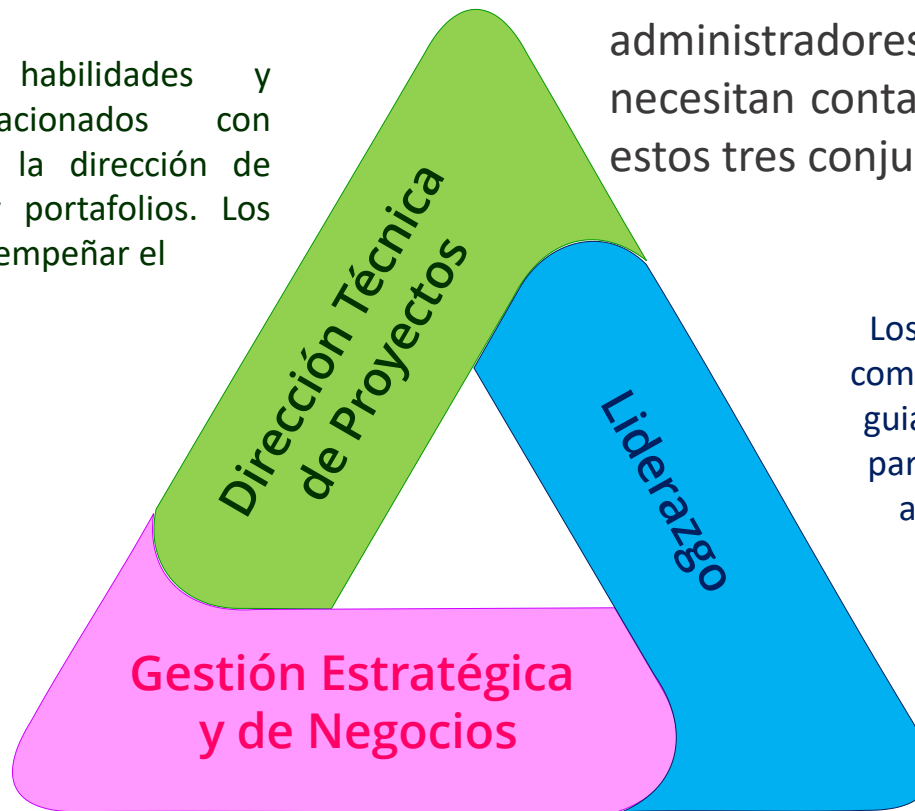 habilidades y
acionados con
la dirección de
portafolios. Los
empeñar el
administradores
necesitan conta
estos tres conju
Dirección Técnica
de Proyectos
Los
com
guia
par
a
Liderazgo
Gestión Estratégica
y de Negocios